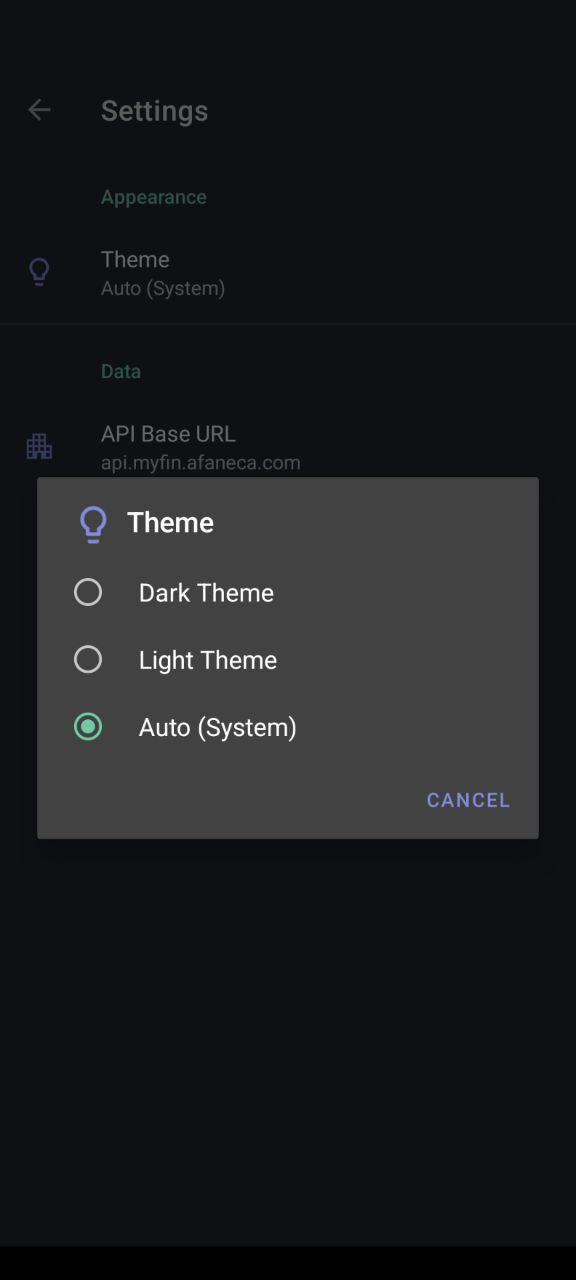 Settings
Appearance
Theme
Auto (System)
Data
API Base URL
api.myfin.afaneca.com
Theme
Dark Theme
Light Theme
Auto (System)
CANCEL